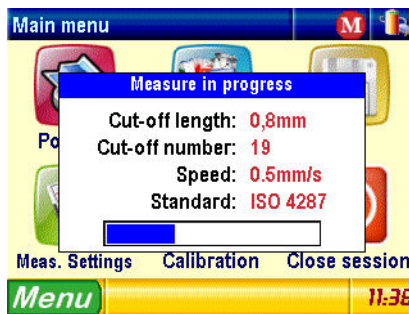 Main menu
M
Measure in progress
Cut-off length: 0,8mm
Po
Cut-off number: 19
Speed: 0.5mm/s
Standard: ISO 4287
Meas. Settings Calibration Close session
Menu 11:38